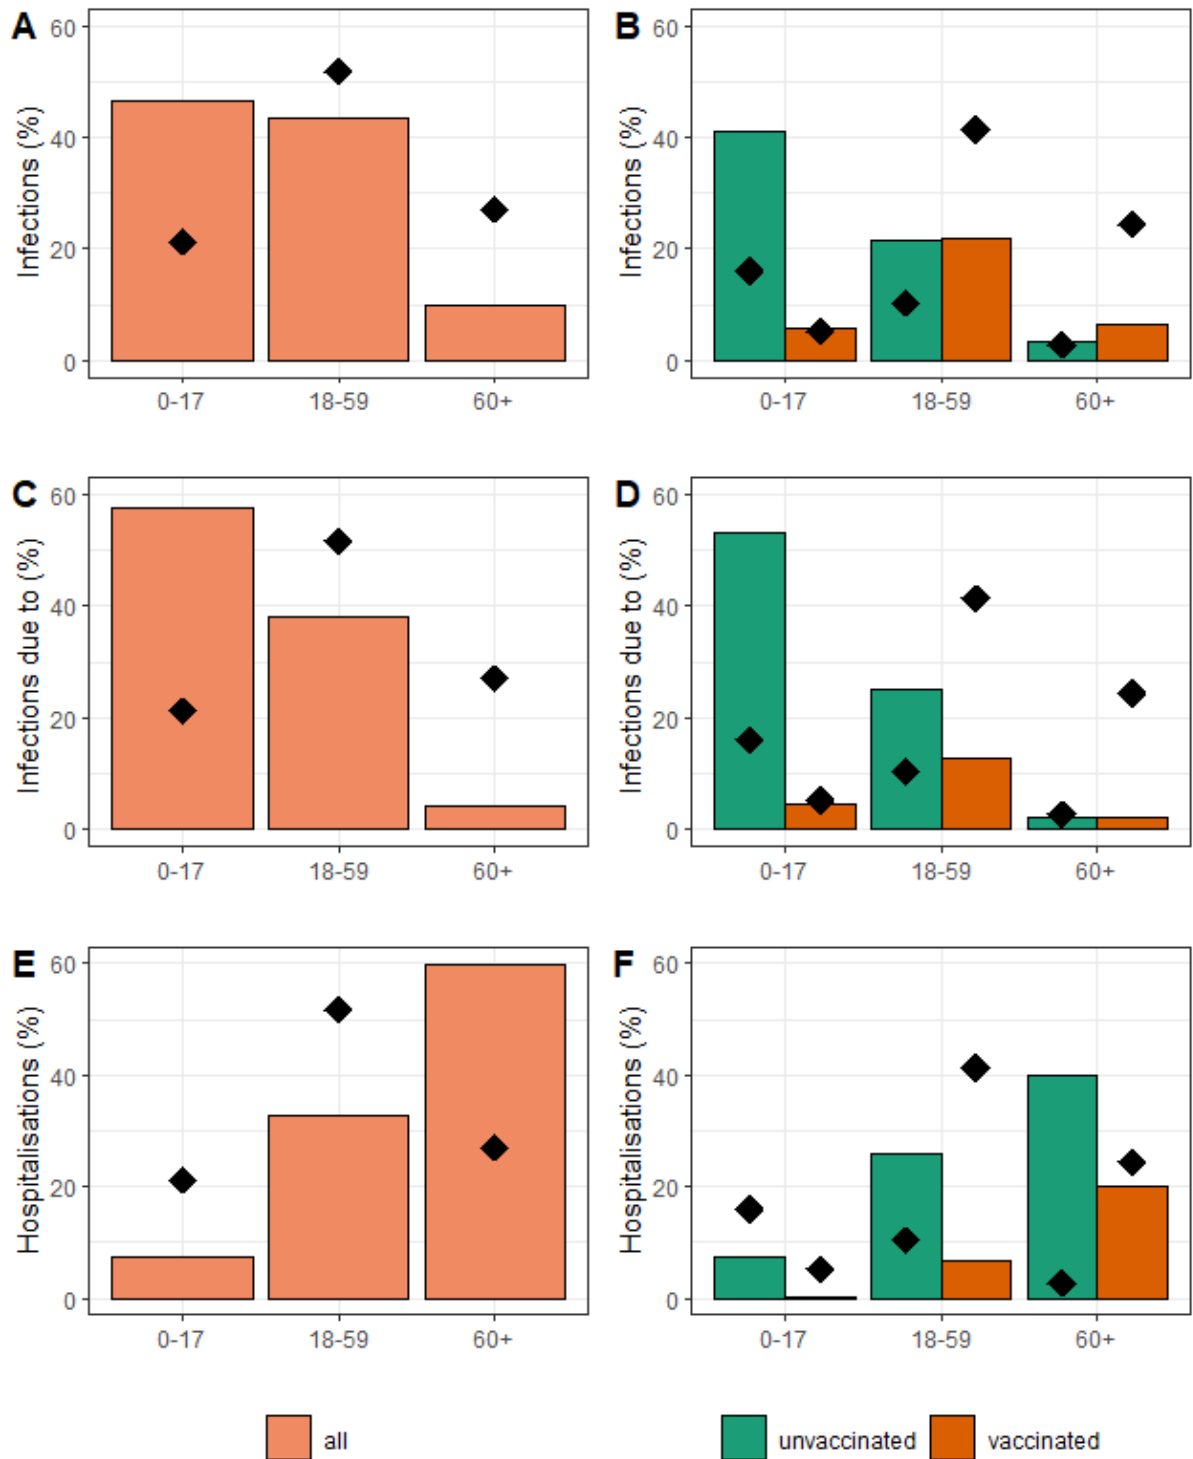 A
Infections (%)
60
40
20
0
0-17 18-59 60+
B
Infections (%)
60
40
20
0
0-17 18-59 60+
C
Infections due to (%)
60
40
20
0
0-17 18-59 60+
D
Infections due to (%)
60
40
20
0
0-17 18-59 60+
E
Hospitalisations (%)
60
40
20
0
0-17 18-59 60+
F
Hospitalisations (%)
60
40
20
0
0-17 18-59 60+
all
unvaccinated vaccinated